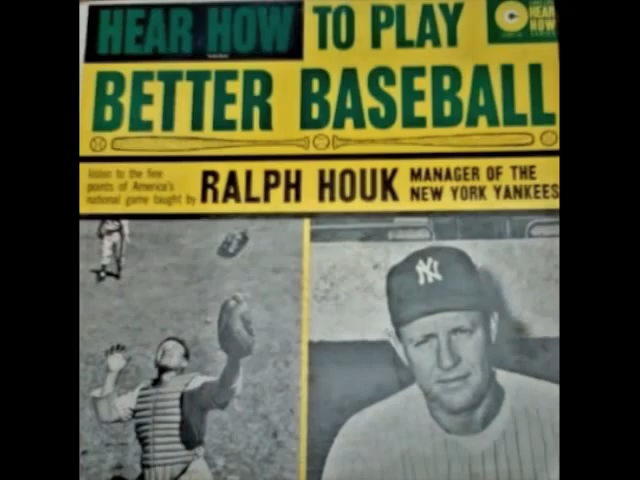 HEAR HOW TO PLAY
HEAR
HOW
BETTER BASEBALL
listen to the fine
points of America's
national game taught by
RALPH HOUK
MANAGER OF THE
NEW YORK YANKEES
NY